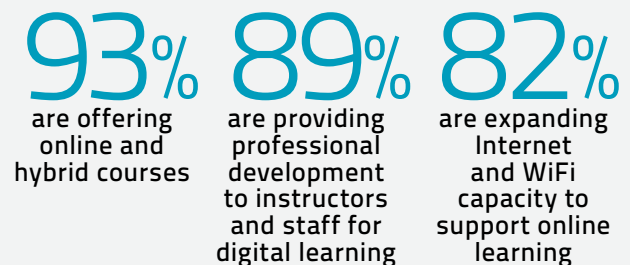 93%
are offering
online and
hybrid courses
89%
are providing
professional
development
to instructors
and staff for
digital learning
82%
are expanding
Internet
and WiFi
capacity to
support online
learning